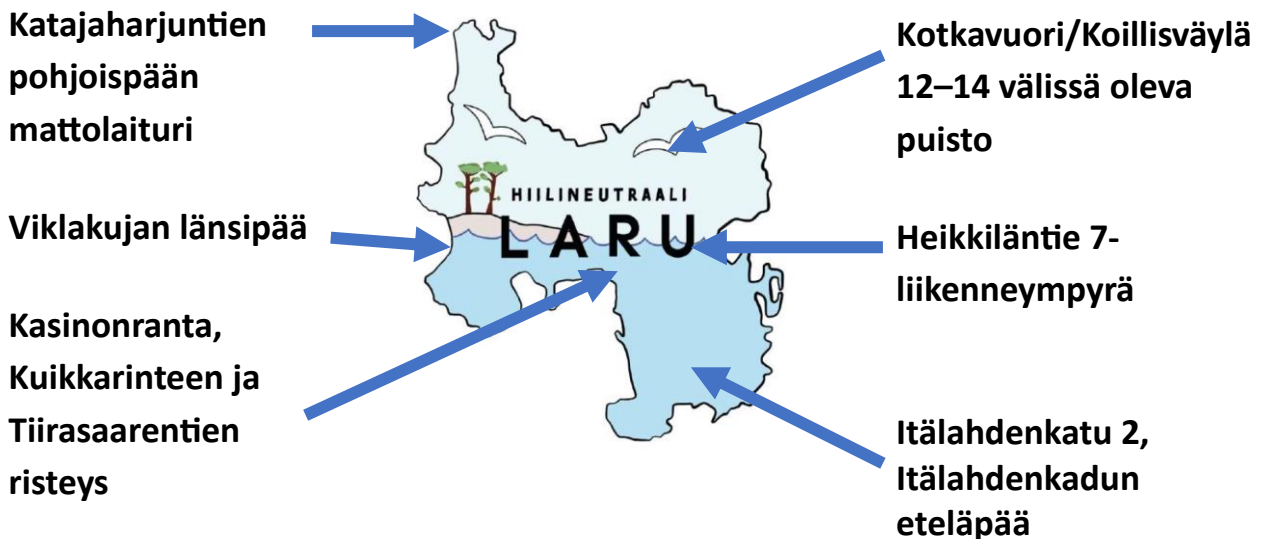 Katajaharjuntien
pohjoispään
mattolaituri
Viklakujan länsipää
Kasinonranta,
Kuikkarinteen ja
Tiirasaarentien
risteys
HIILINEUTRAALI
LARU
Kotkavuori/Koillisväylä
12–14 välissä oleva
puisto
Heikkiläntie 7-
liikenneympyrä
Itälahdenkatu 2,
Itälahdenkadun
eteläpää